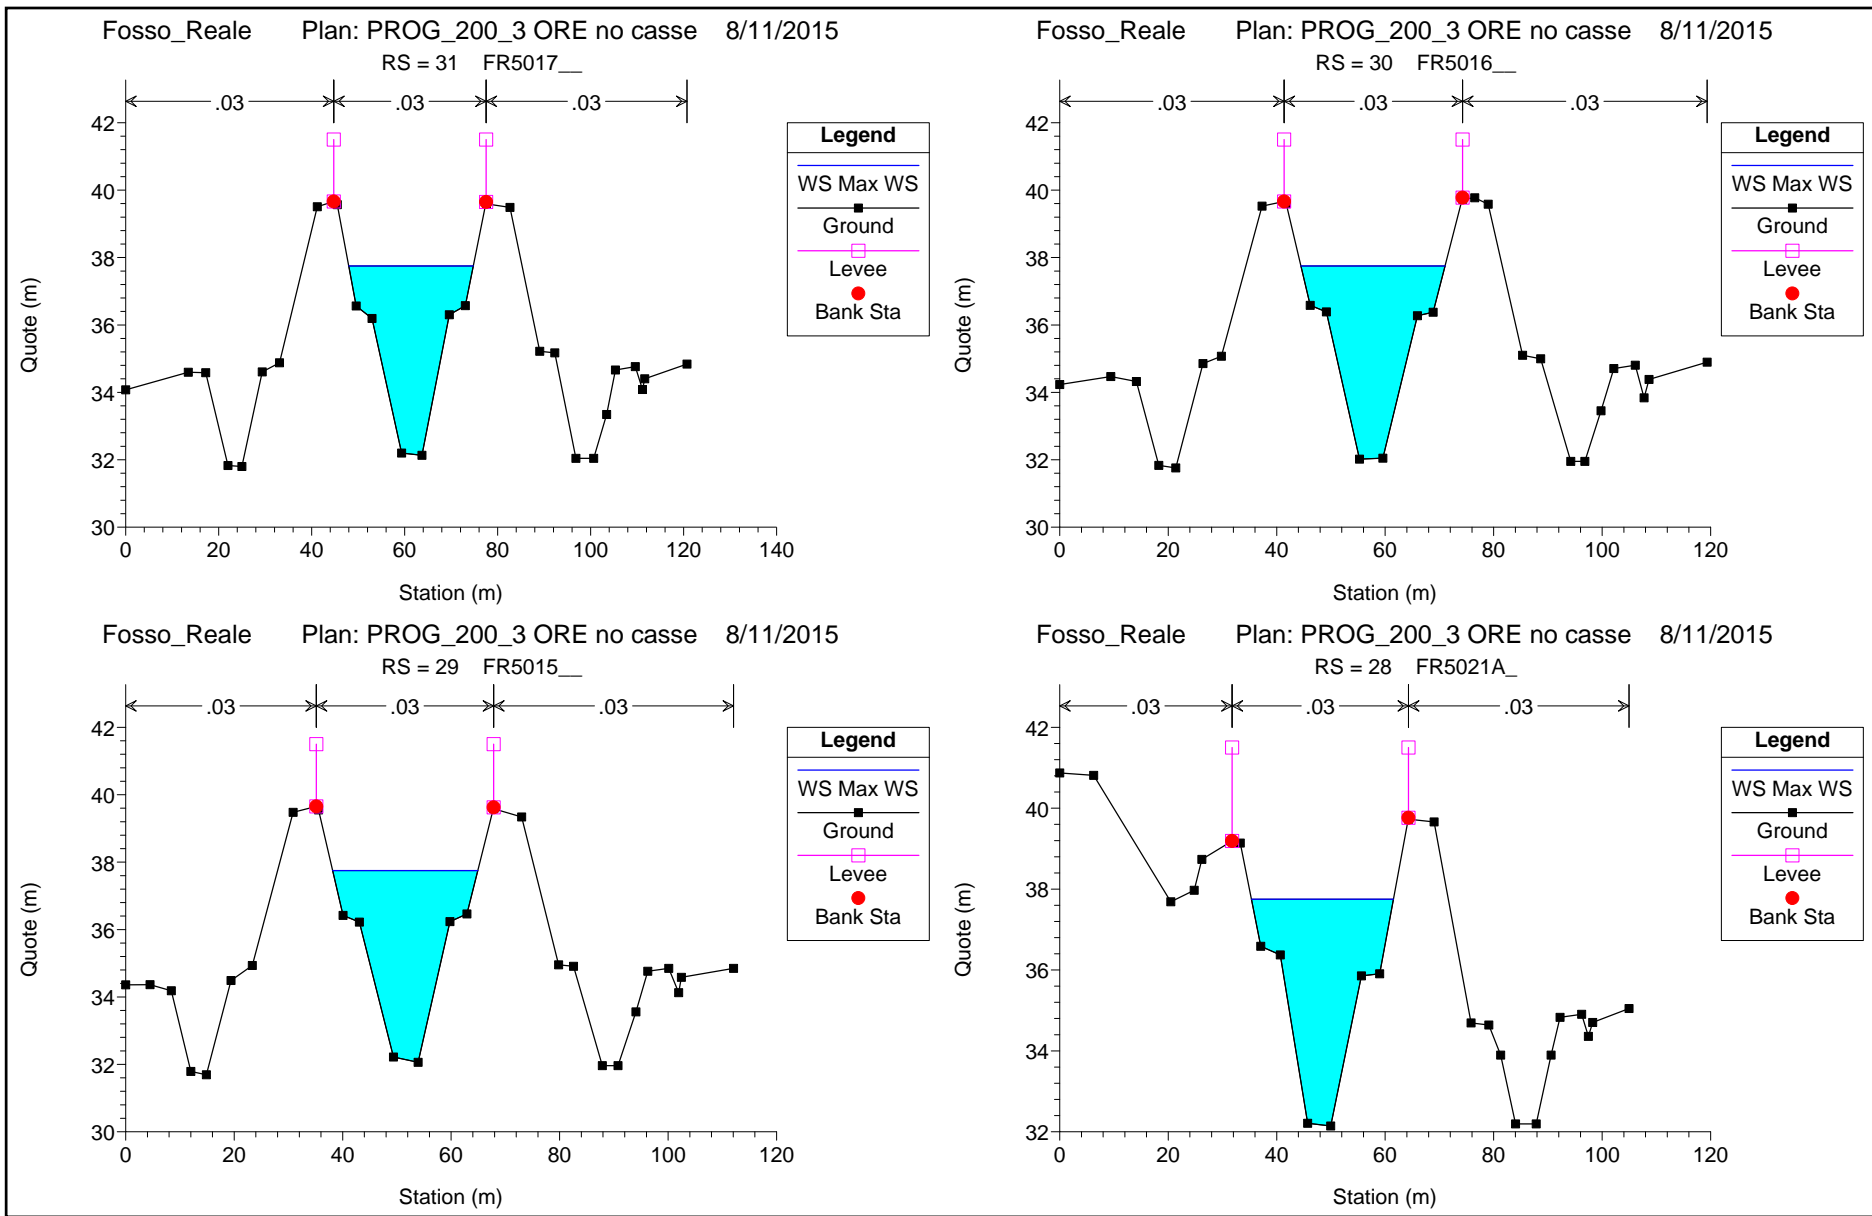 Fosso_Reale Plan: PROG_200_3 ORE no casse 8/11/2015
RS = 31 FR5017__
.03 .03 .03
42
40
38
36
34
32
30
Quote (m)
0 20 40 60 80 100 120 140
Station (m)
Legend
WS Max WS
Ground
Levee
Bank Sta
Fosso_Reale Plan: PROG_200_3 ORE no casse 8/11/2015
RS = 30 FR5016__
.03 .03 .03
42
40
38
36
34
32
30
Quote (m)
0 20 40 60 80 100 120
Station (m)
Legend
WS Max WS
Ground
Levee
Bank Sta
Fosso_Reale Plan: PROG_200_3 ORE no casse 8/11/2015
RS = 29 FR5015__
.03 .03 .03
42
40
38
36
34
32
30
Quote (m)
0 20 40 60 80 100 120
Station (m)
Legend
WS Max WS
Ground
Levee
Bank Sta
Fosso_Reale Plan: PROG_200_3 ORE no casse 8/11/2015
RS = 28 FR5021A_
.03 .03 .03
42
40
38
36
34
32
Quote (m)
0 20 40 60 80 100 120
Station (m)
Legend
WS Max WS
Ground
Levee
Bank Sta